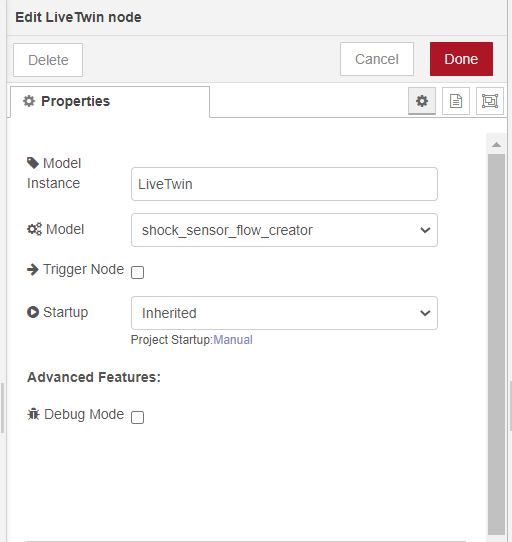 Edit LiveTwin node
Delete
Cancel
Done
Properties
Model
Instance
LiveTwin
Model
shock_sensor_flow_creator
Trigger Node
Startup
Inherited
Project Startup:Manual
Advanced Features:
Debug Mode